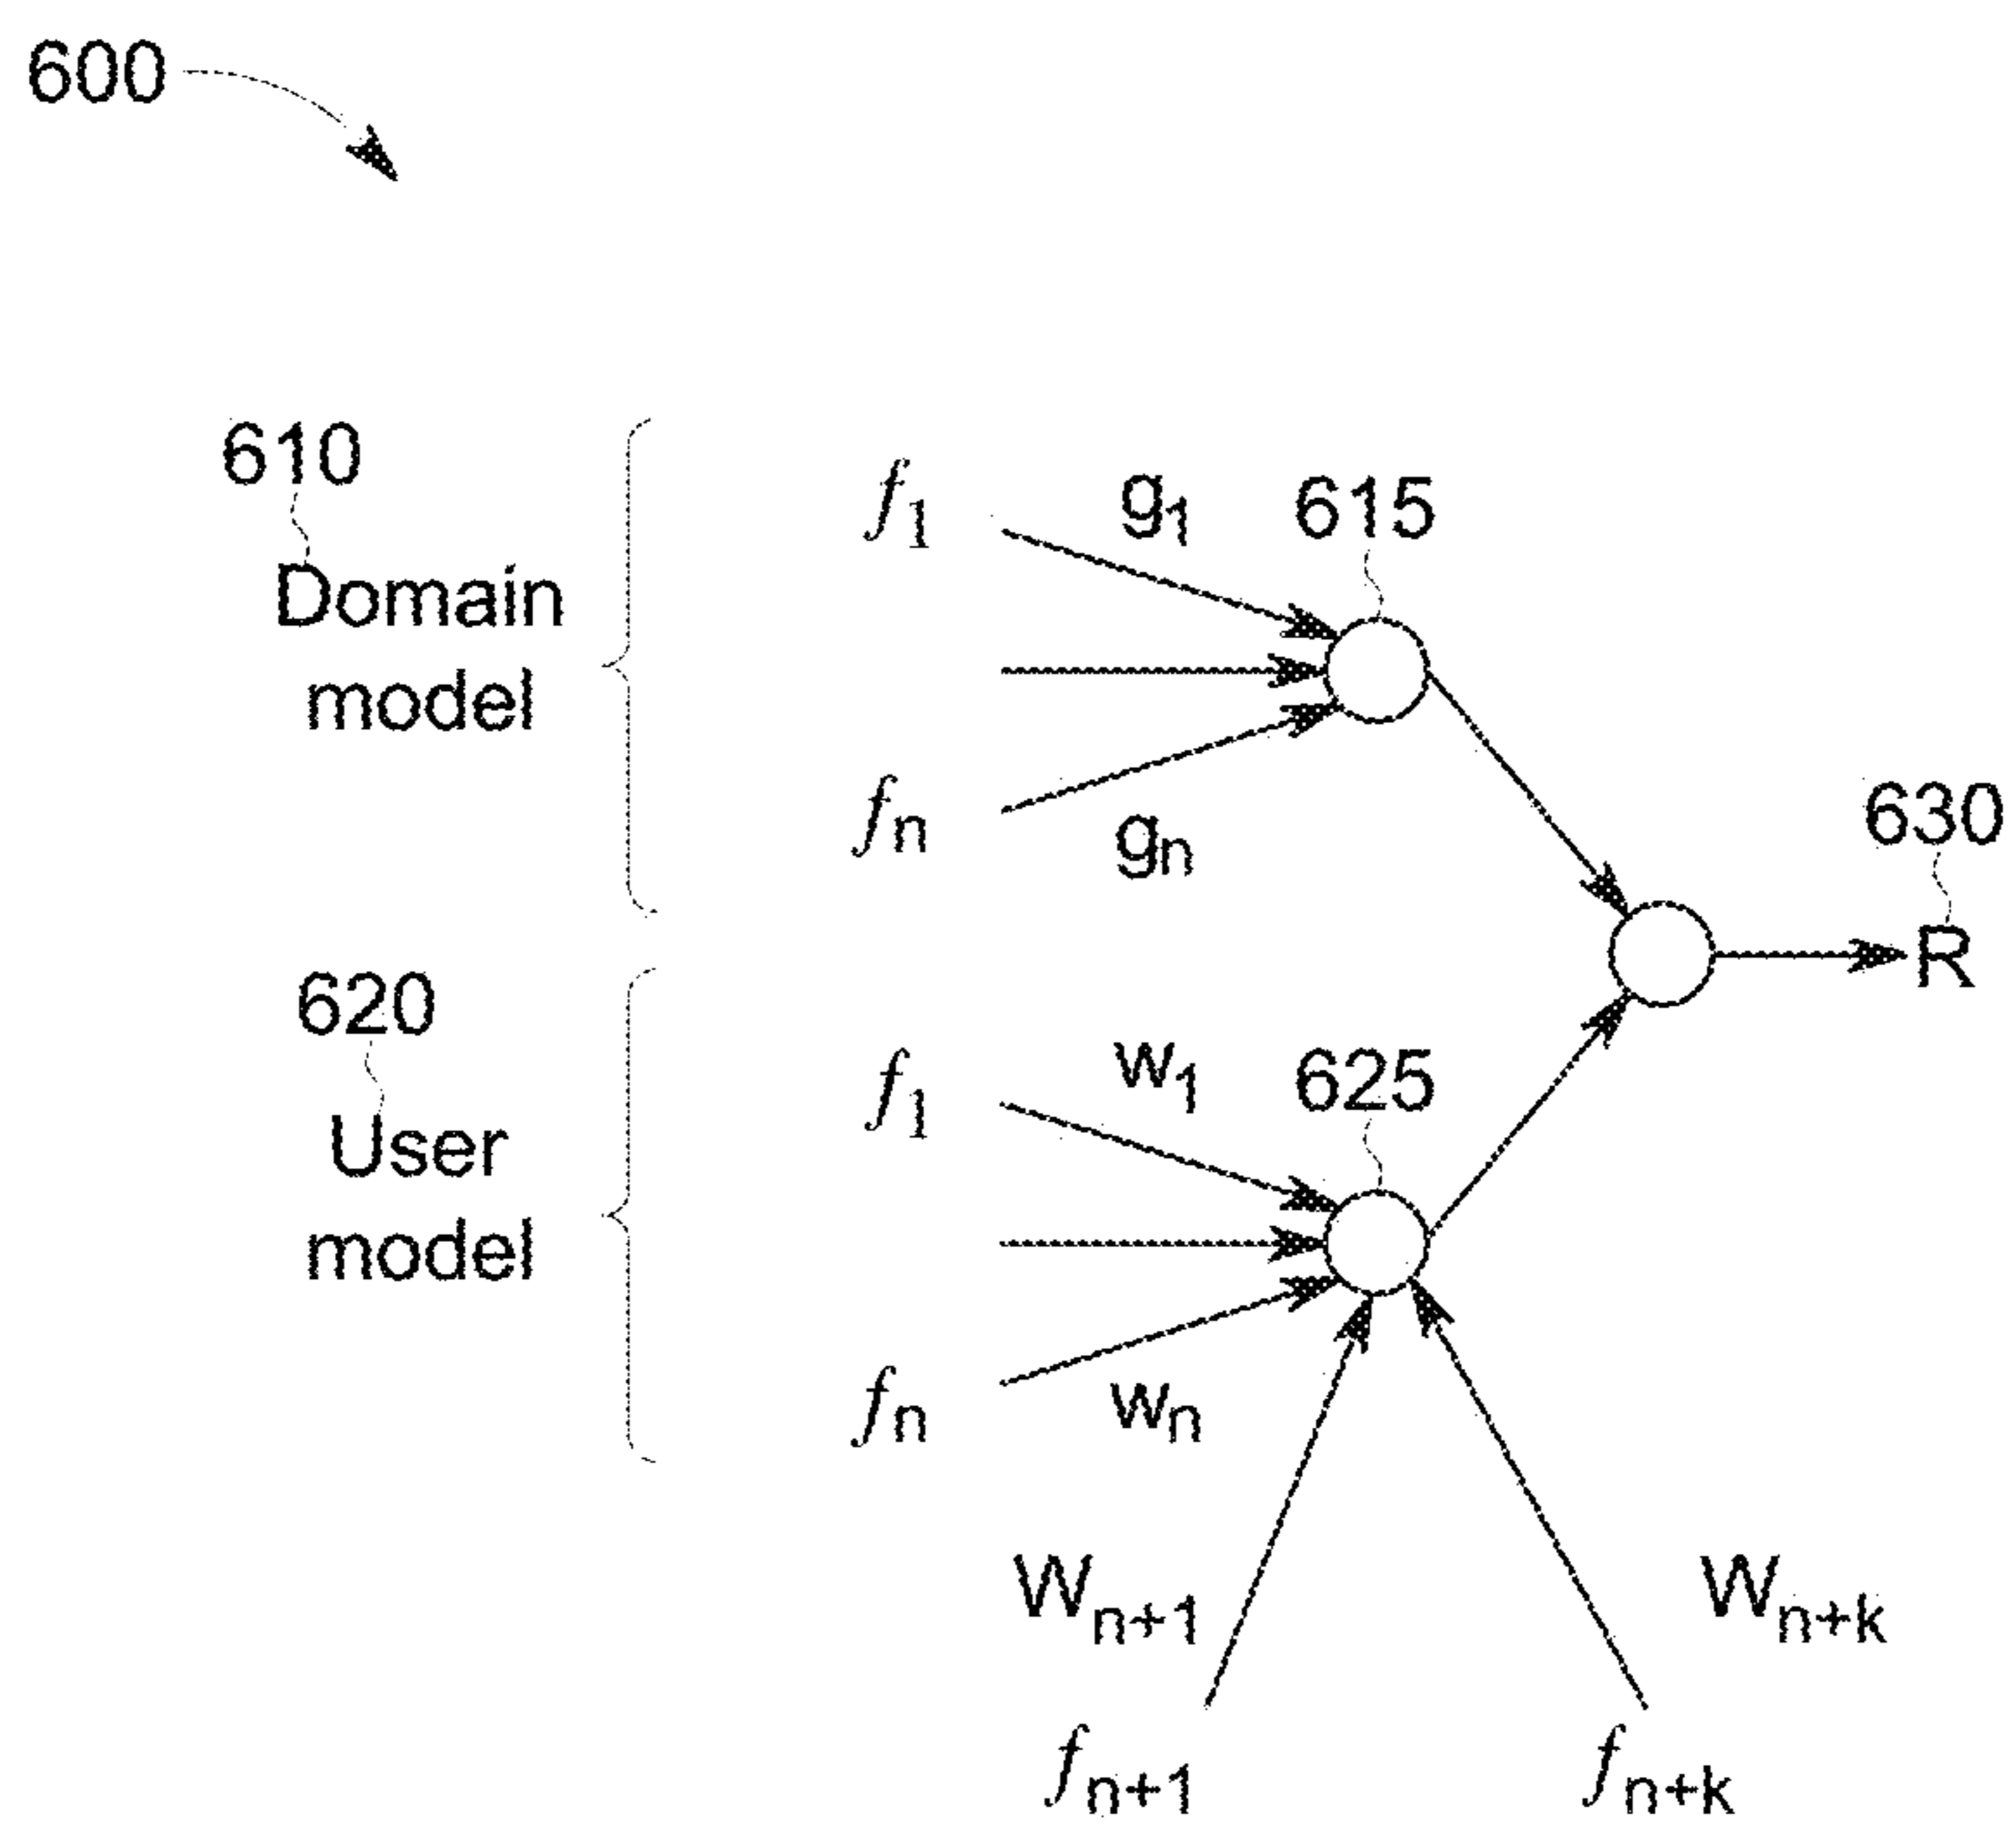 600
610
Domain
model
f1
g1
615
fn
gn
630
R
620
User
model
f1
w1
625
fn
wn
Wn+1
Wn+k
fn+1
fn+k